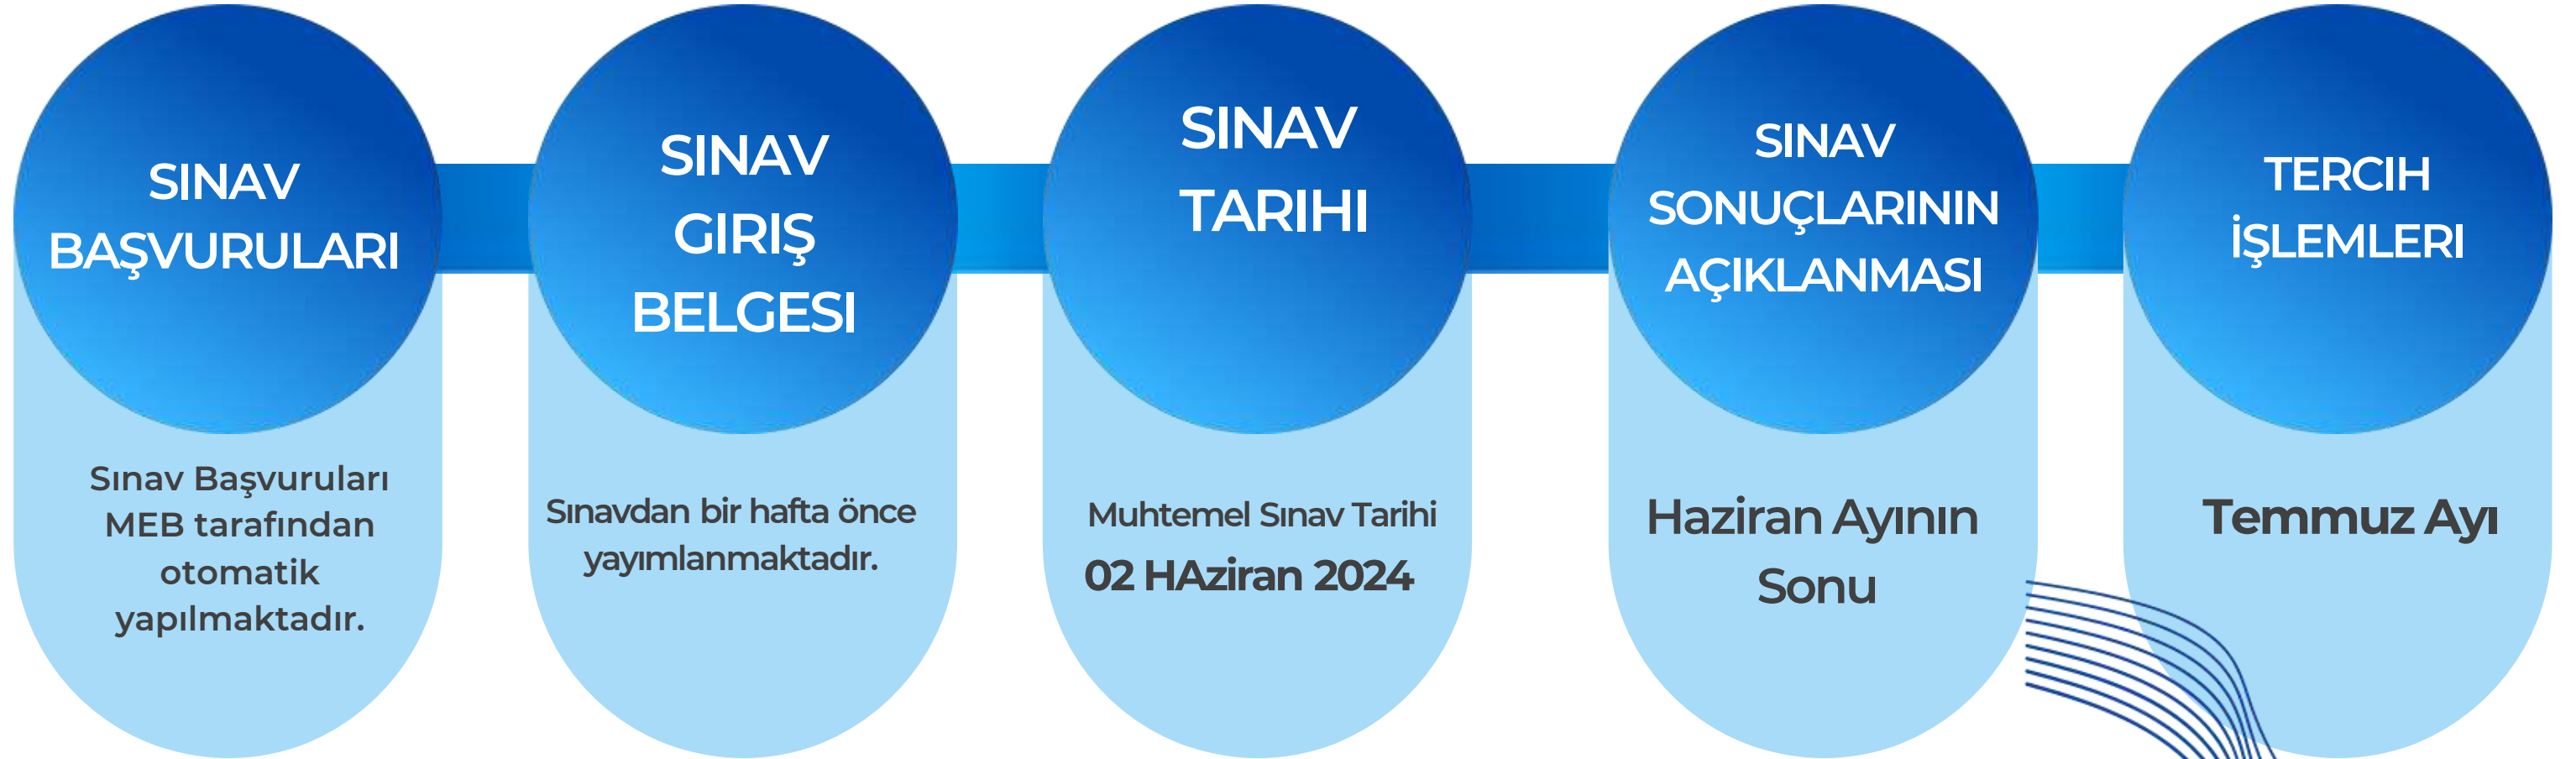 SINAV
BAŞVURULARI
Sınav Başvuruları
MEB tarafından
otomatik
yapılmaktadır.
SINAV
GIRIŞ
BELGESI
Sınavdan bir hafta önce
yayımlanmaktadır.
SINAV
TARIHI
Muhtemel Sınav Tarihi
02 HAziran 2024
SINAV
SONUÇLARININ
AÇIKLANMASI
Haziran Ayının
Sonu
TERCIH
İŞLEMLERI
Temmuz Ayı